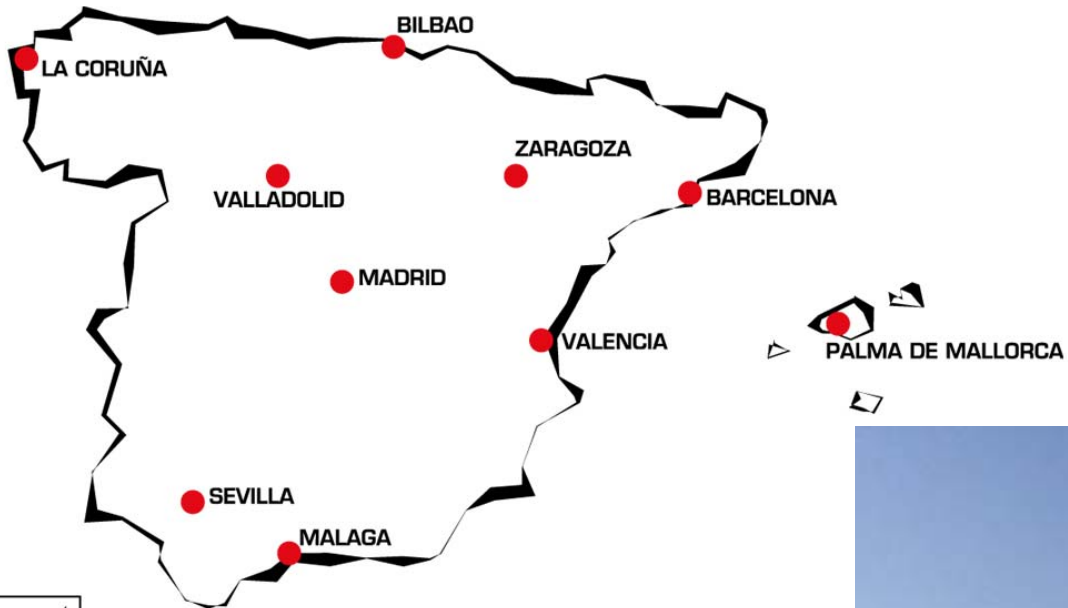 BILBAO
LA CORUÑA
ZARAGOZA
VALLADOLID
BARCELONA
MADRID
VALENCIA
PALMA DE MALLORCA
SEVILLA
MALAGA